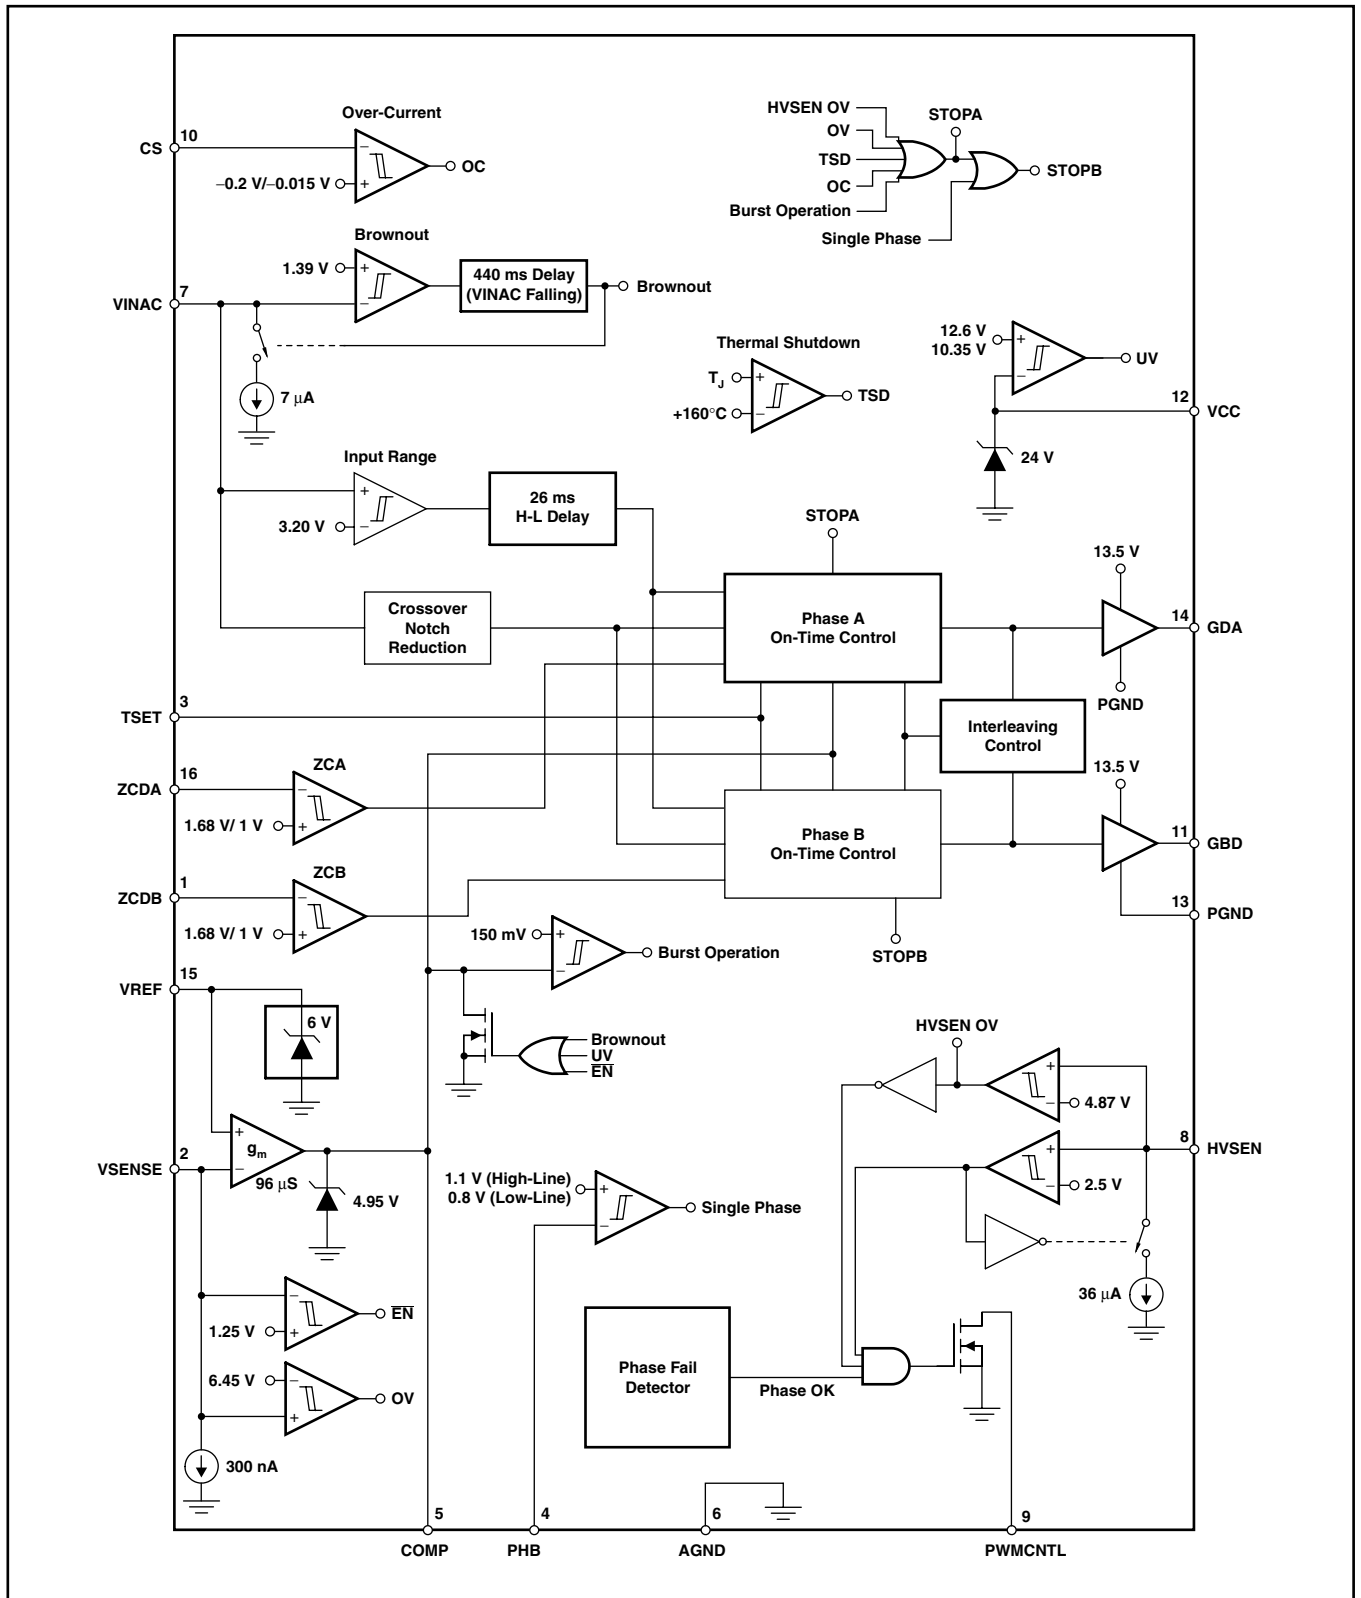 Over-Current
10
CS
−0.2 V/−0.015 V
−
+
OC
HVSEN OV
OV
TSD
OC
Burst Operation
Single Phase
STOPA
STOPB
Brownout
1.39 V
+
−
440 ms Delay
(VINAC Falling)
Brownout
7
VINAC
7 μA
Thermal Shutdown
TJ
+160°C
+
−
TSD
12.6 V
10.35 V
+
−
UV
12
VCC
24 V
Input Range
3.20 V
+
−
26 ms
H-L Delay
STOPA
Crossover
Notch
Reduction
Phase A
On-Time Control
13.5 V
14
GDA
PGND
3
TSET
Interleaving
Control
16
ZCDA
ZCA
1.68 V/ 1 V
−
+
13.5 V
Phase B
On-Time Control
11
GBD
1
ZCDB
ZCB
1.68 V/ 1 V
−
+
13
PGND
STOPB
150 mV
+
−
Burst Operation
15
VREF
6 V
Brownout
UV
EN
HVSEN OV
+
−
4.87 V
8
HVSEN
+
−
2.5 V
36 μA
2
VSENSE
+
−
gm
96 μS
4.95 V
1.1 V (High-Line)
0.8 V (Low-Line)
+
−
Single Phase
1.25 V
−
+
EN
6.45 V
−
+
OV
300 nA
Phase Fail
Detector
Phase OK
5
COMP
4
PHB
6
AGND
9
PWMCNTL